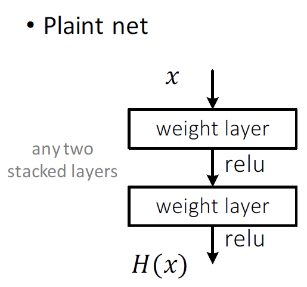 • Plaint net
x
weight layer
any two
stacked layers
relu
weight layer
relu
H(x)